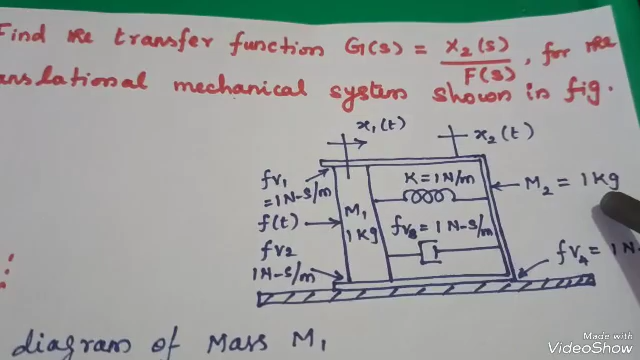 Find the transfer function G(s) = X₂(s)/F(s), for the
translational mechanical system shown in fig.
x₁(t)
x₂(t)
fv₁
= 1N-S/m
K = 1N/m
M₂ = 1Kg
f(t)
M₁
1Kg
fv₃ = 1N-S/m
fv₂
1N-S/m
fv₄ = 1N-
diagram of Mass M₁
Made with
VideoShow